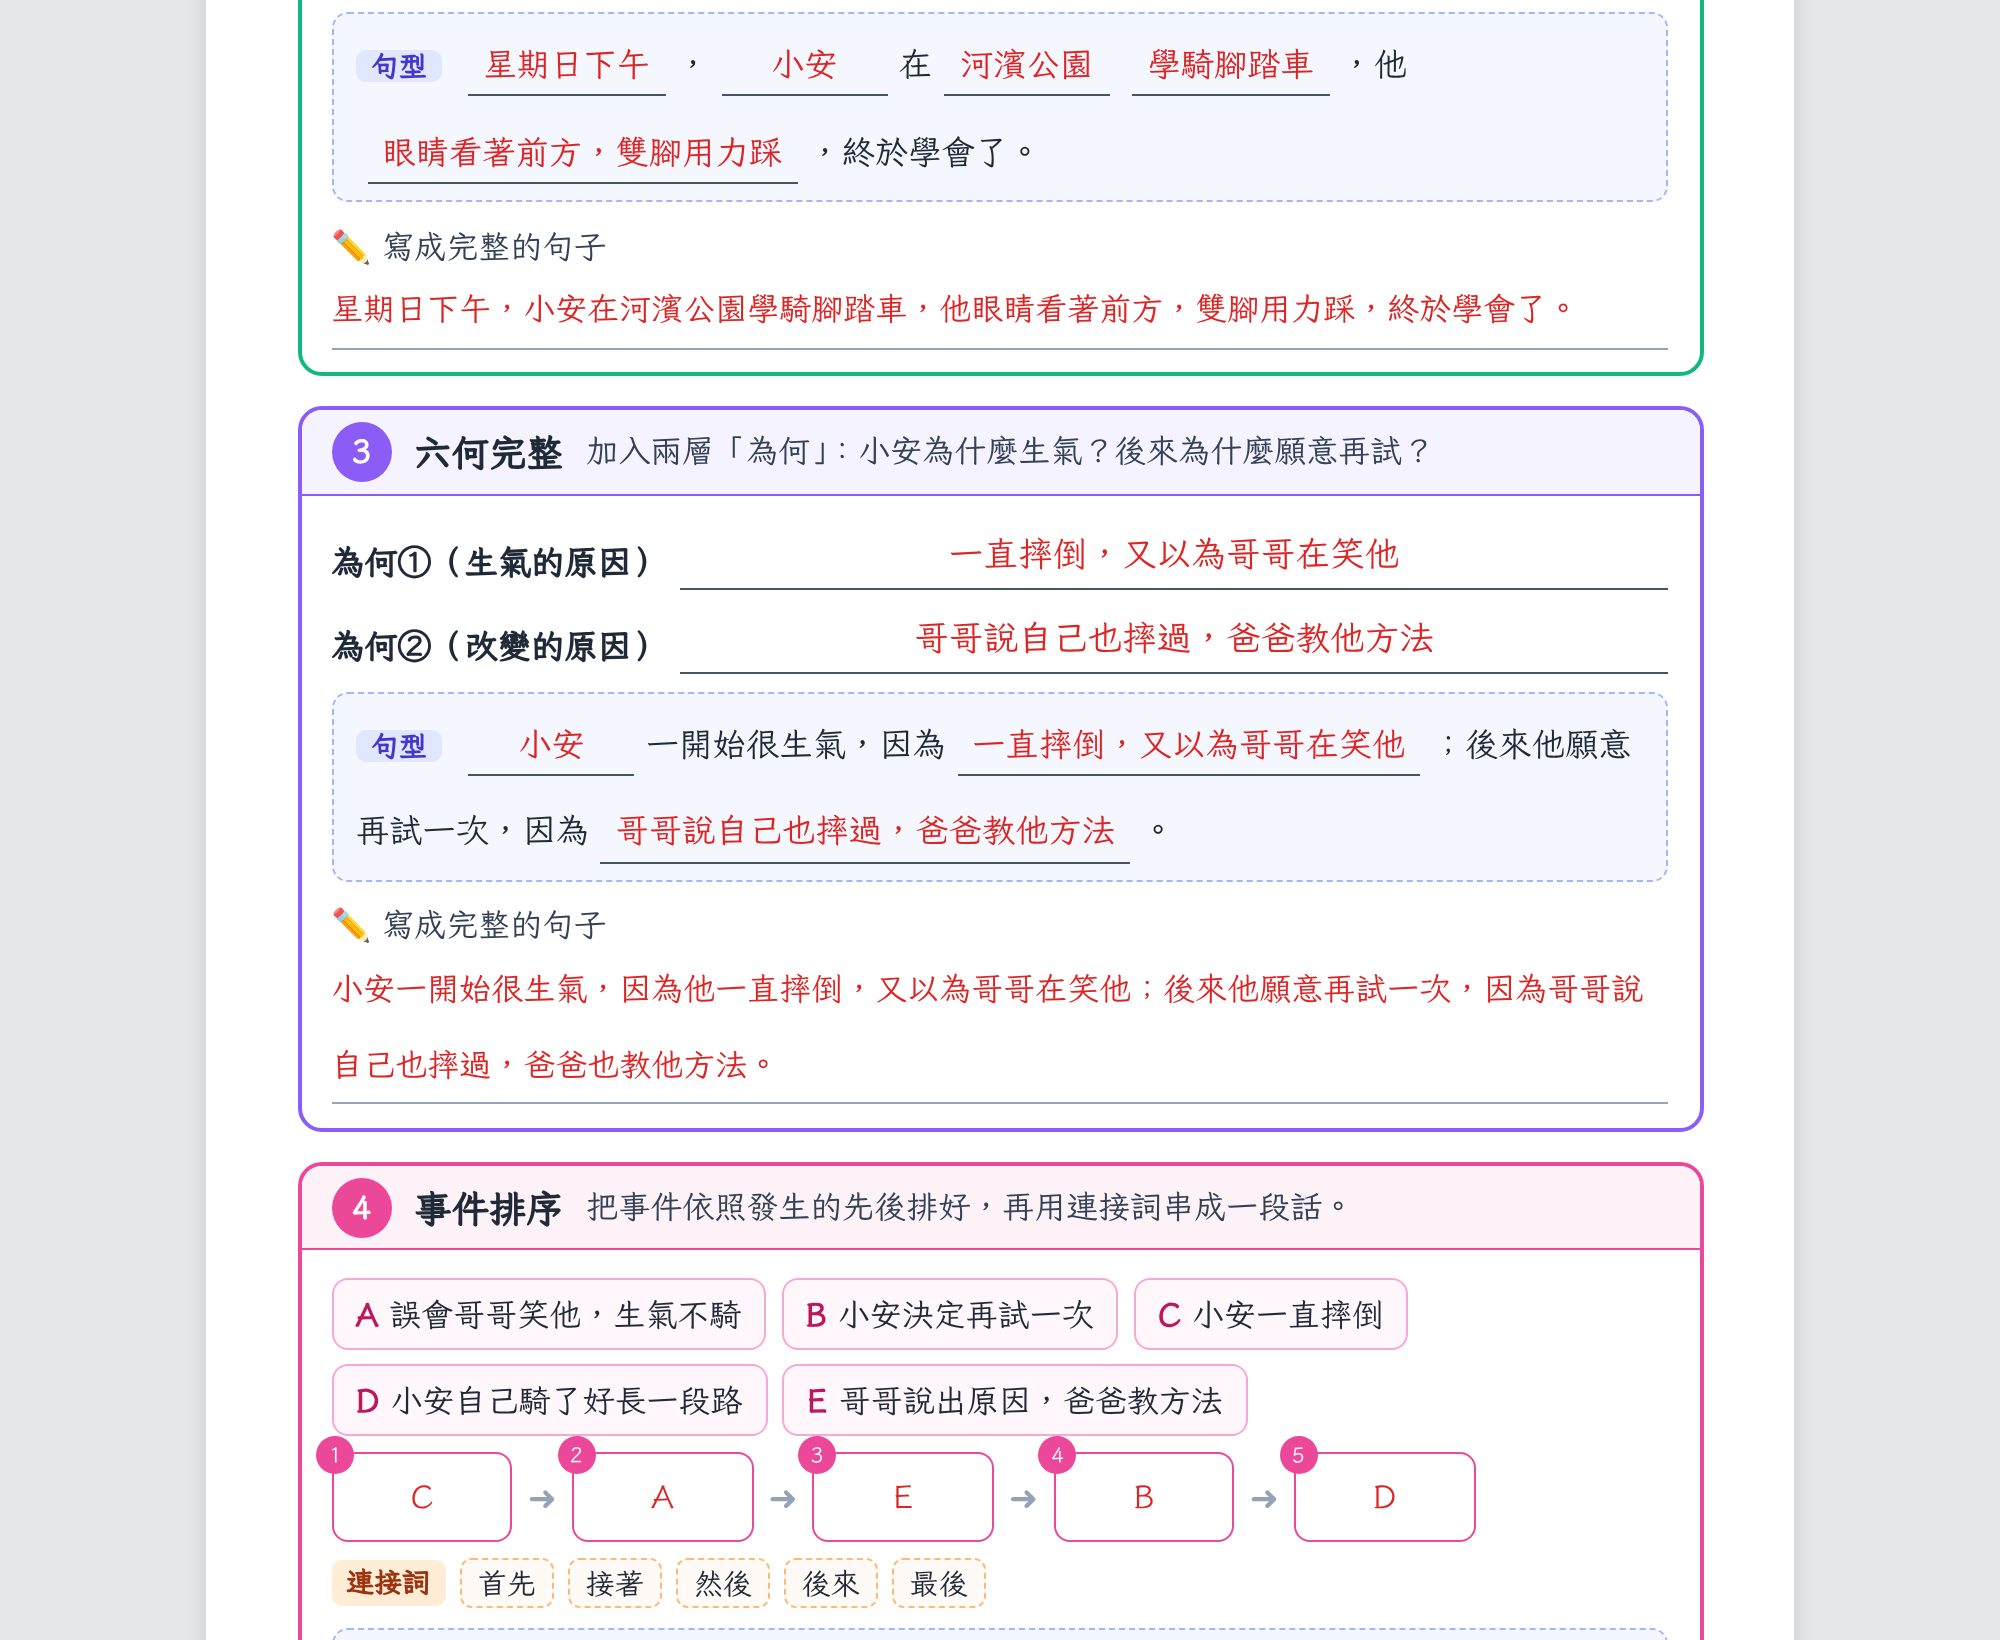 句型 星期日下午，小安 在 河濱公園 學騎腳踏車，他
眼睛看著前方，雙腳用力踩，終於學會了。
✏️ 寫成完整的句子
星期日下午，小安在河濱公園學騎腳踏車，他眼睛看著前方，雙腳用力踩，終於學會了。
3 六何完整 加入兩層「為何」：小安為什麼生氣？後來為什麼願意再試？
為何①（生氣的原因） 一直摔倒，又以為哥哥在笑他
為何②（改變的原因） 哥哥說自己也摔過，爸爸教他方法
句型 小安 一開始很生氣，因為 一直摔倒，又以為哥哥在笑他；後來他願意
再試一次，因為 哥哥說自己也摔過，爸爸教他方法。
✏️ 寫成完整的句子
小安一開始很生氣，因為他一直摔倒，又以為哥哥在笑他；後來他願意再試一次，因為哥哥說
自己也摔過，爸爸也教他方法。
4 事件排序 把事件依照發生的先後排好，再用連接詞串成一段話。
A 誤會哥哥笑他，生氣不騎 B 小安決定再試一次 C 小安一直摔倒
D 小安自己騎了好長一段路 E 哥哥說出原因，爸爸教方法
1 C → 2 A → 3 E → 4 B → 5 D
連接詞 首先 接著 然後 後來 最後